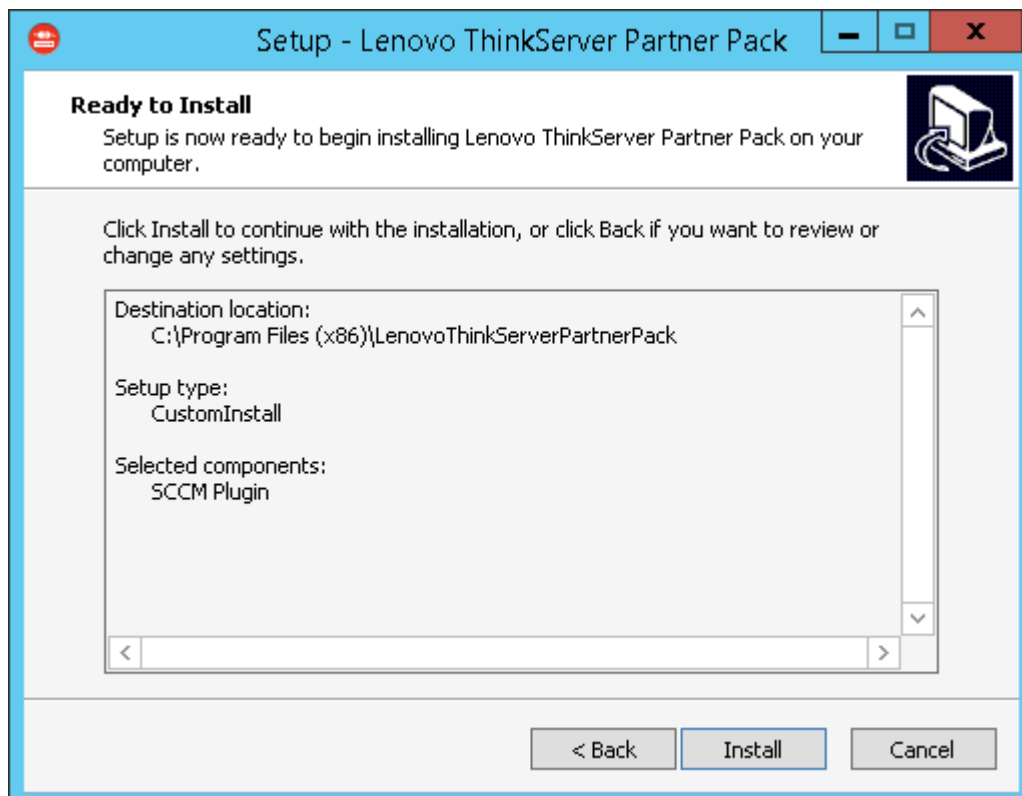 Setup - Lenovo ThinkServer Partner Pack
Ready to Install
Setup is now ready to begin installing Lenovo ThinkServer Partner Pack on your
computer.
Click Install to continue with the installation, or click Back if you want to review or
change any settings.
Destination location:
C:\Program Files (x86)\LenovoThinkServerPartnerPack
Setup type:
CustomInstall
Selected components:
SCCM Plugin
< Back
Install
Cancel